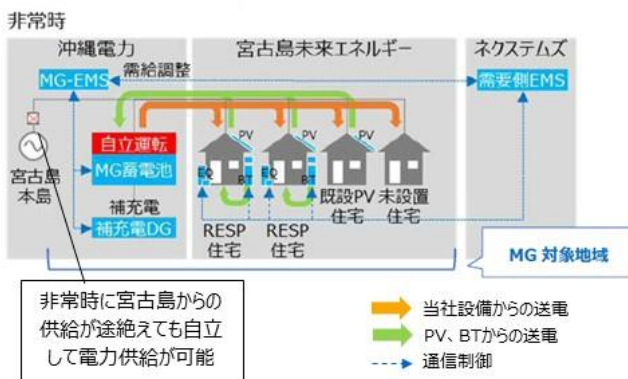 非常時
沖縄電力
宮古島未来エネルギー
ネクステムズ
MG-EMS
需給調整
需要側EMS
自立運転
MG蓄電池
宮古島
本島
補充電
補充電DG
PV
PV
PV
EQ
BT
EQ
BT
RESP
住宅
RESP
住宅
既設PV
住宅
未設置
住宅
MG 対象地域
非常時に宮古島からの
供給が途絶えても自立
して電力供給が可能
当社設備からの送電
PV、BTからの送電
通信制御